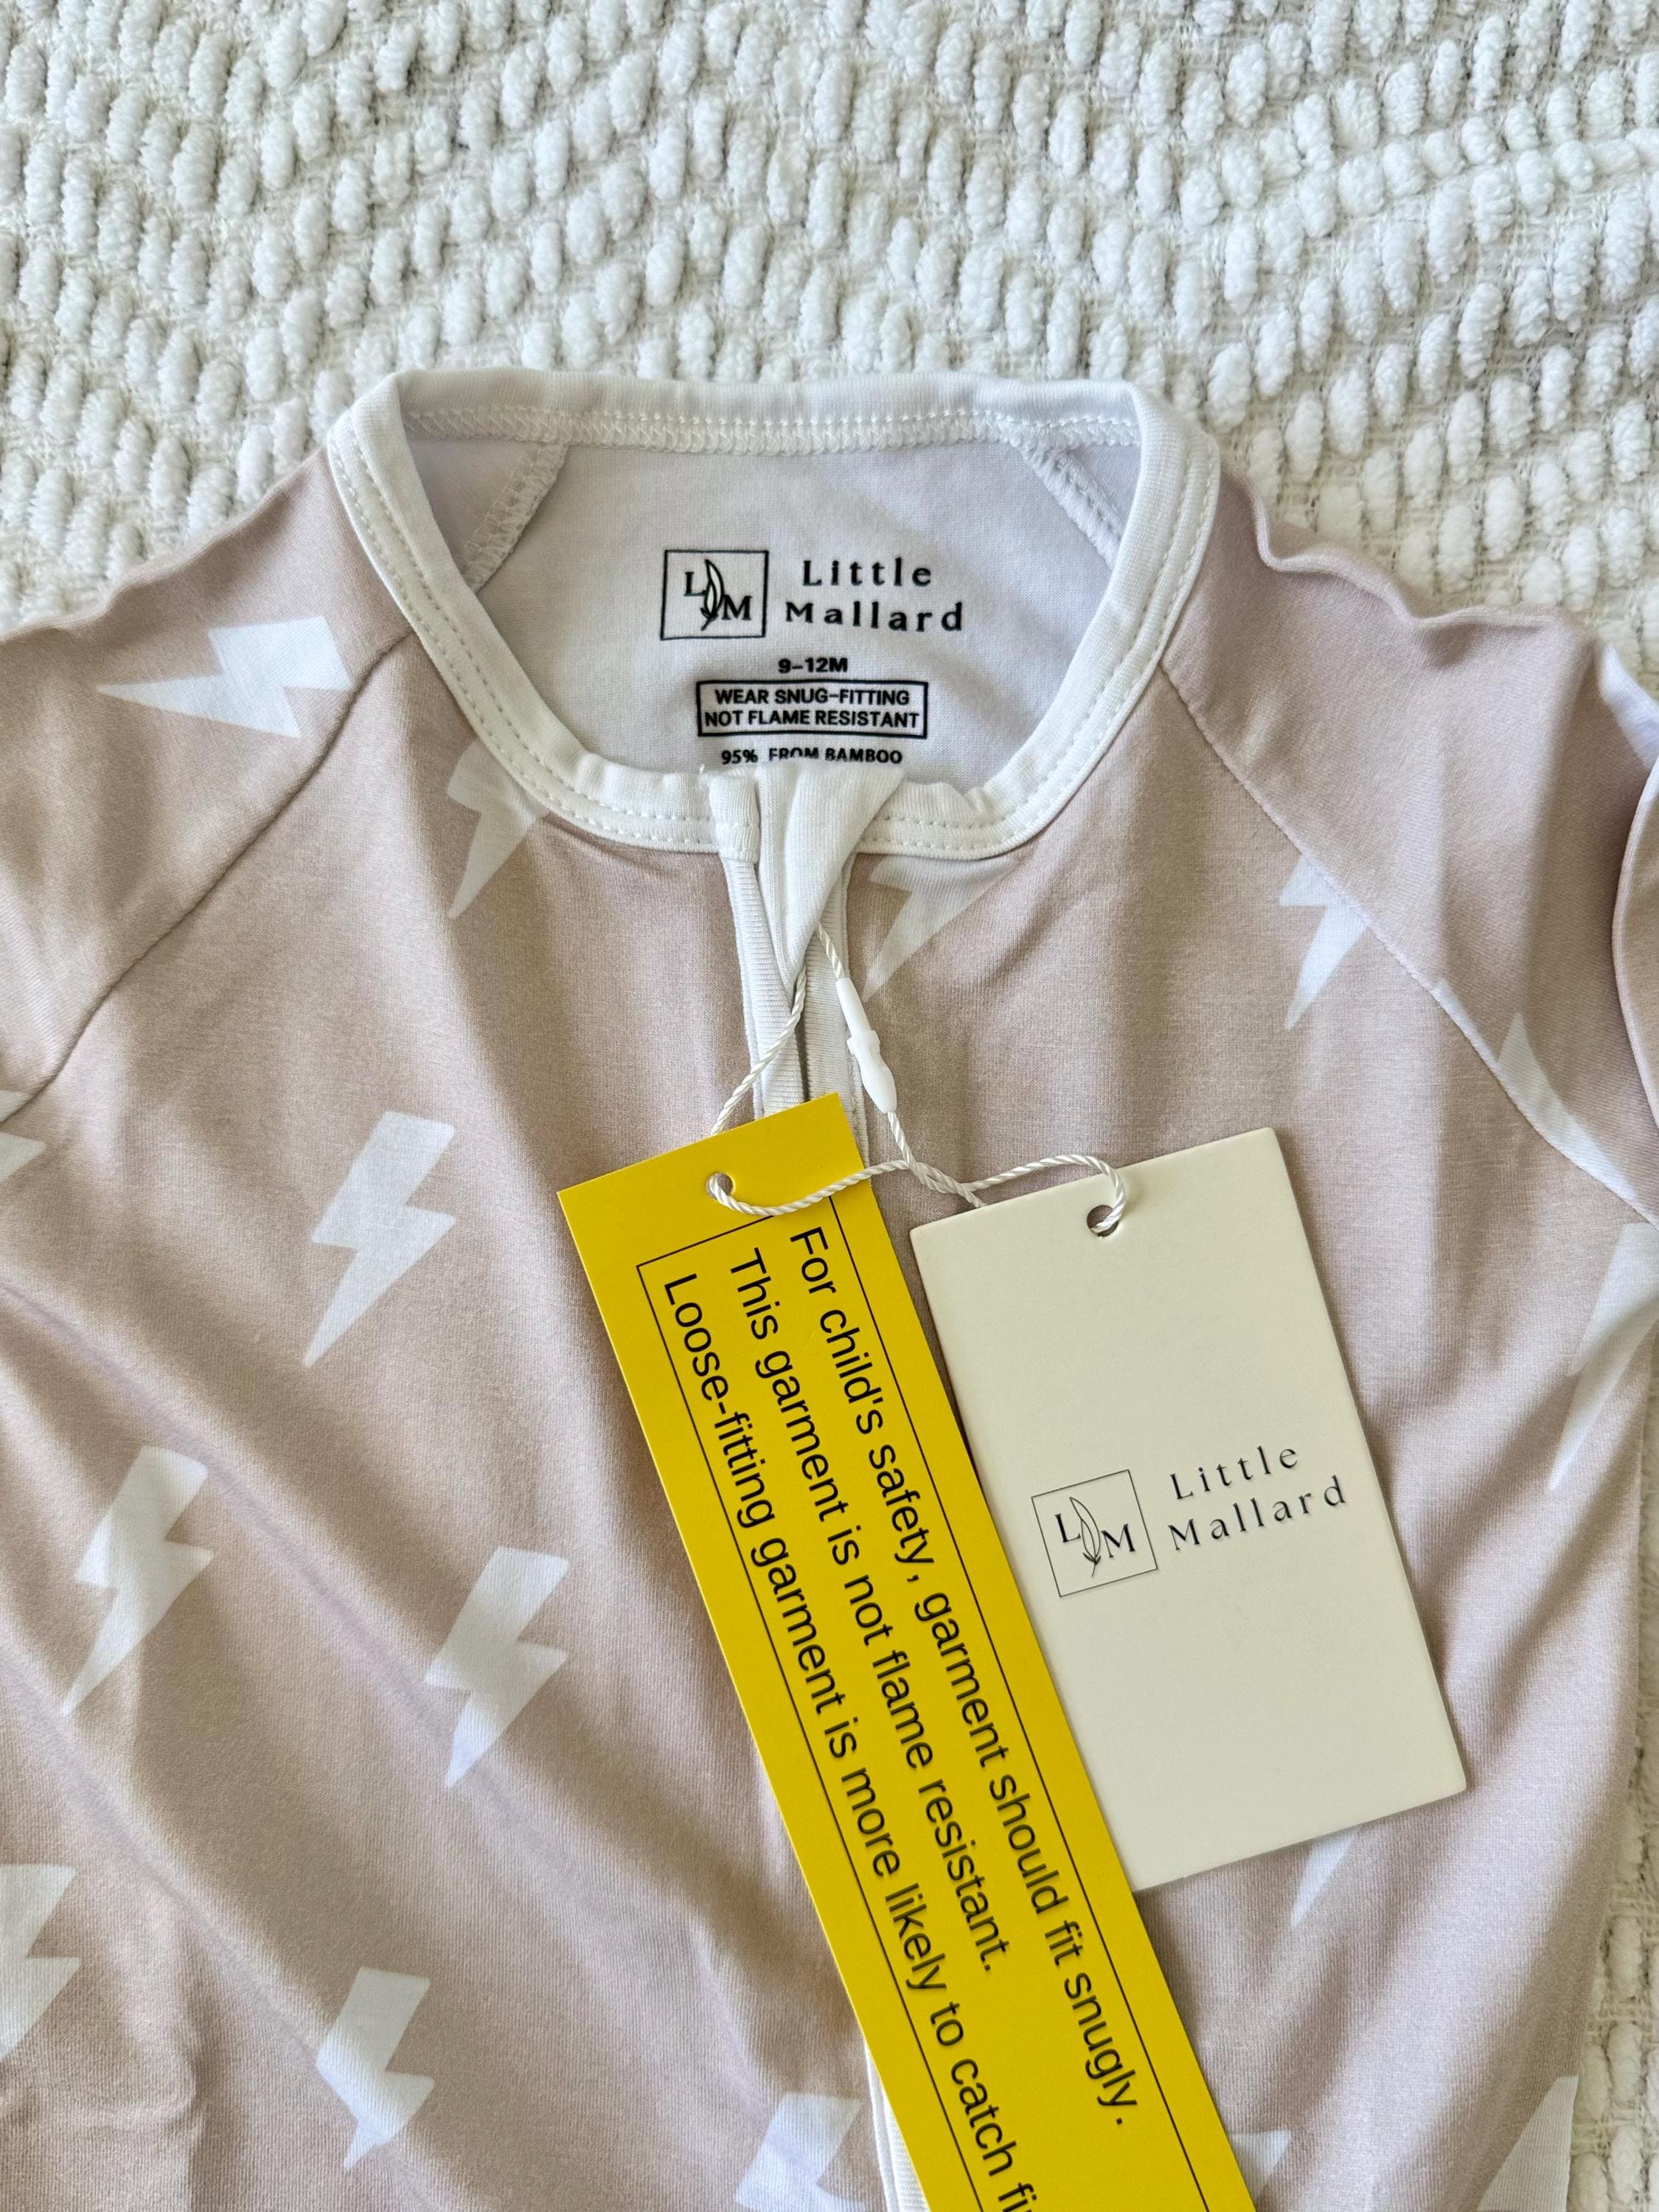 LM
Little
Mallard
9-12M
WEAR SNUG-FITTING
NOT FLAME RESISTANT
95% FROM BAMBOO
For child's safety, garment should fit snugly.
This garment is not flame resistant.
Loose-fitting garment is more likely to catch
LM
Little
Mallard